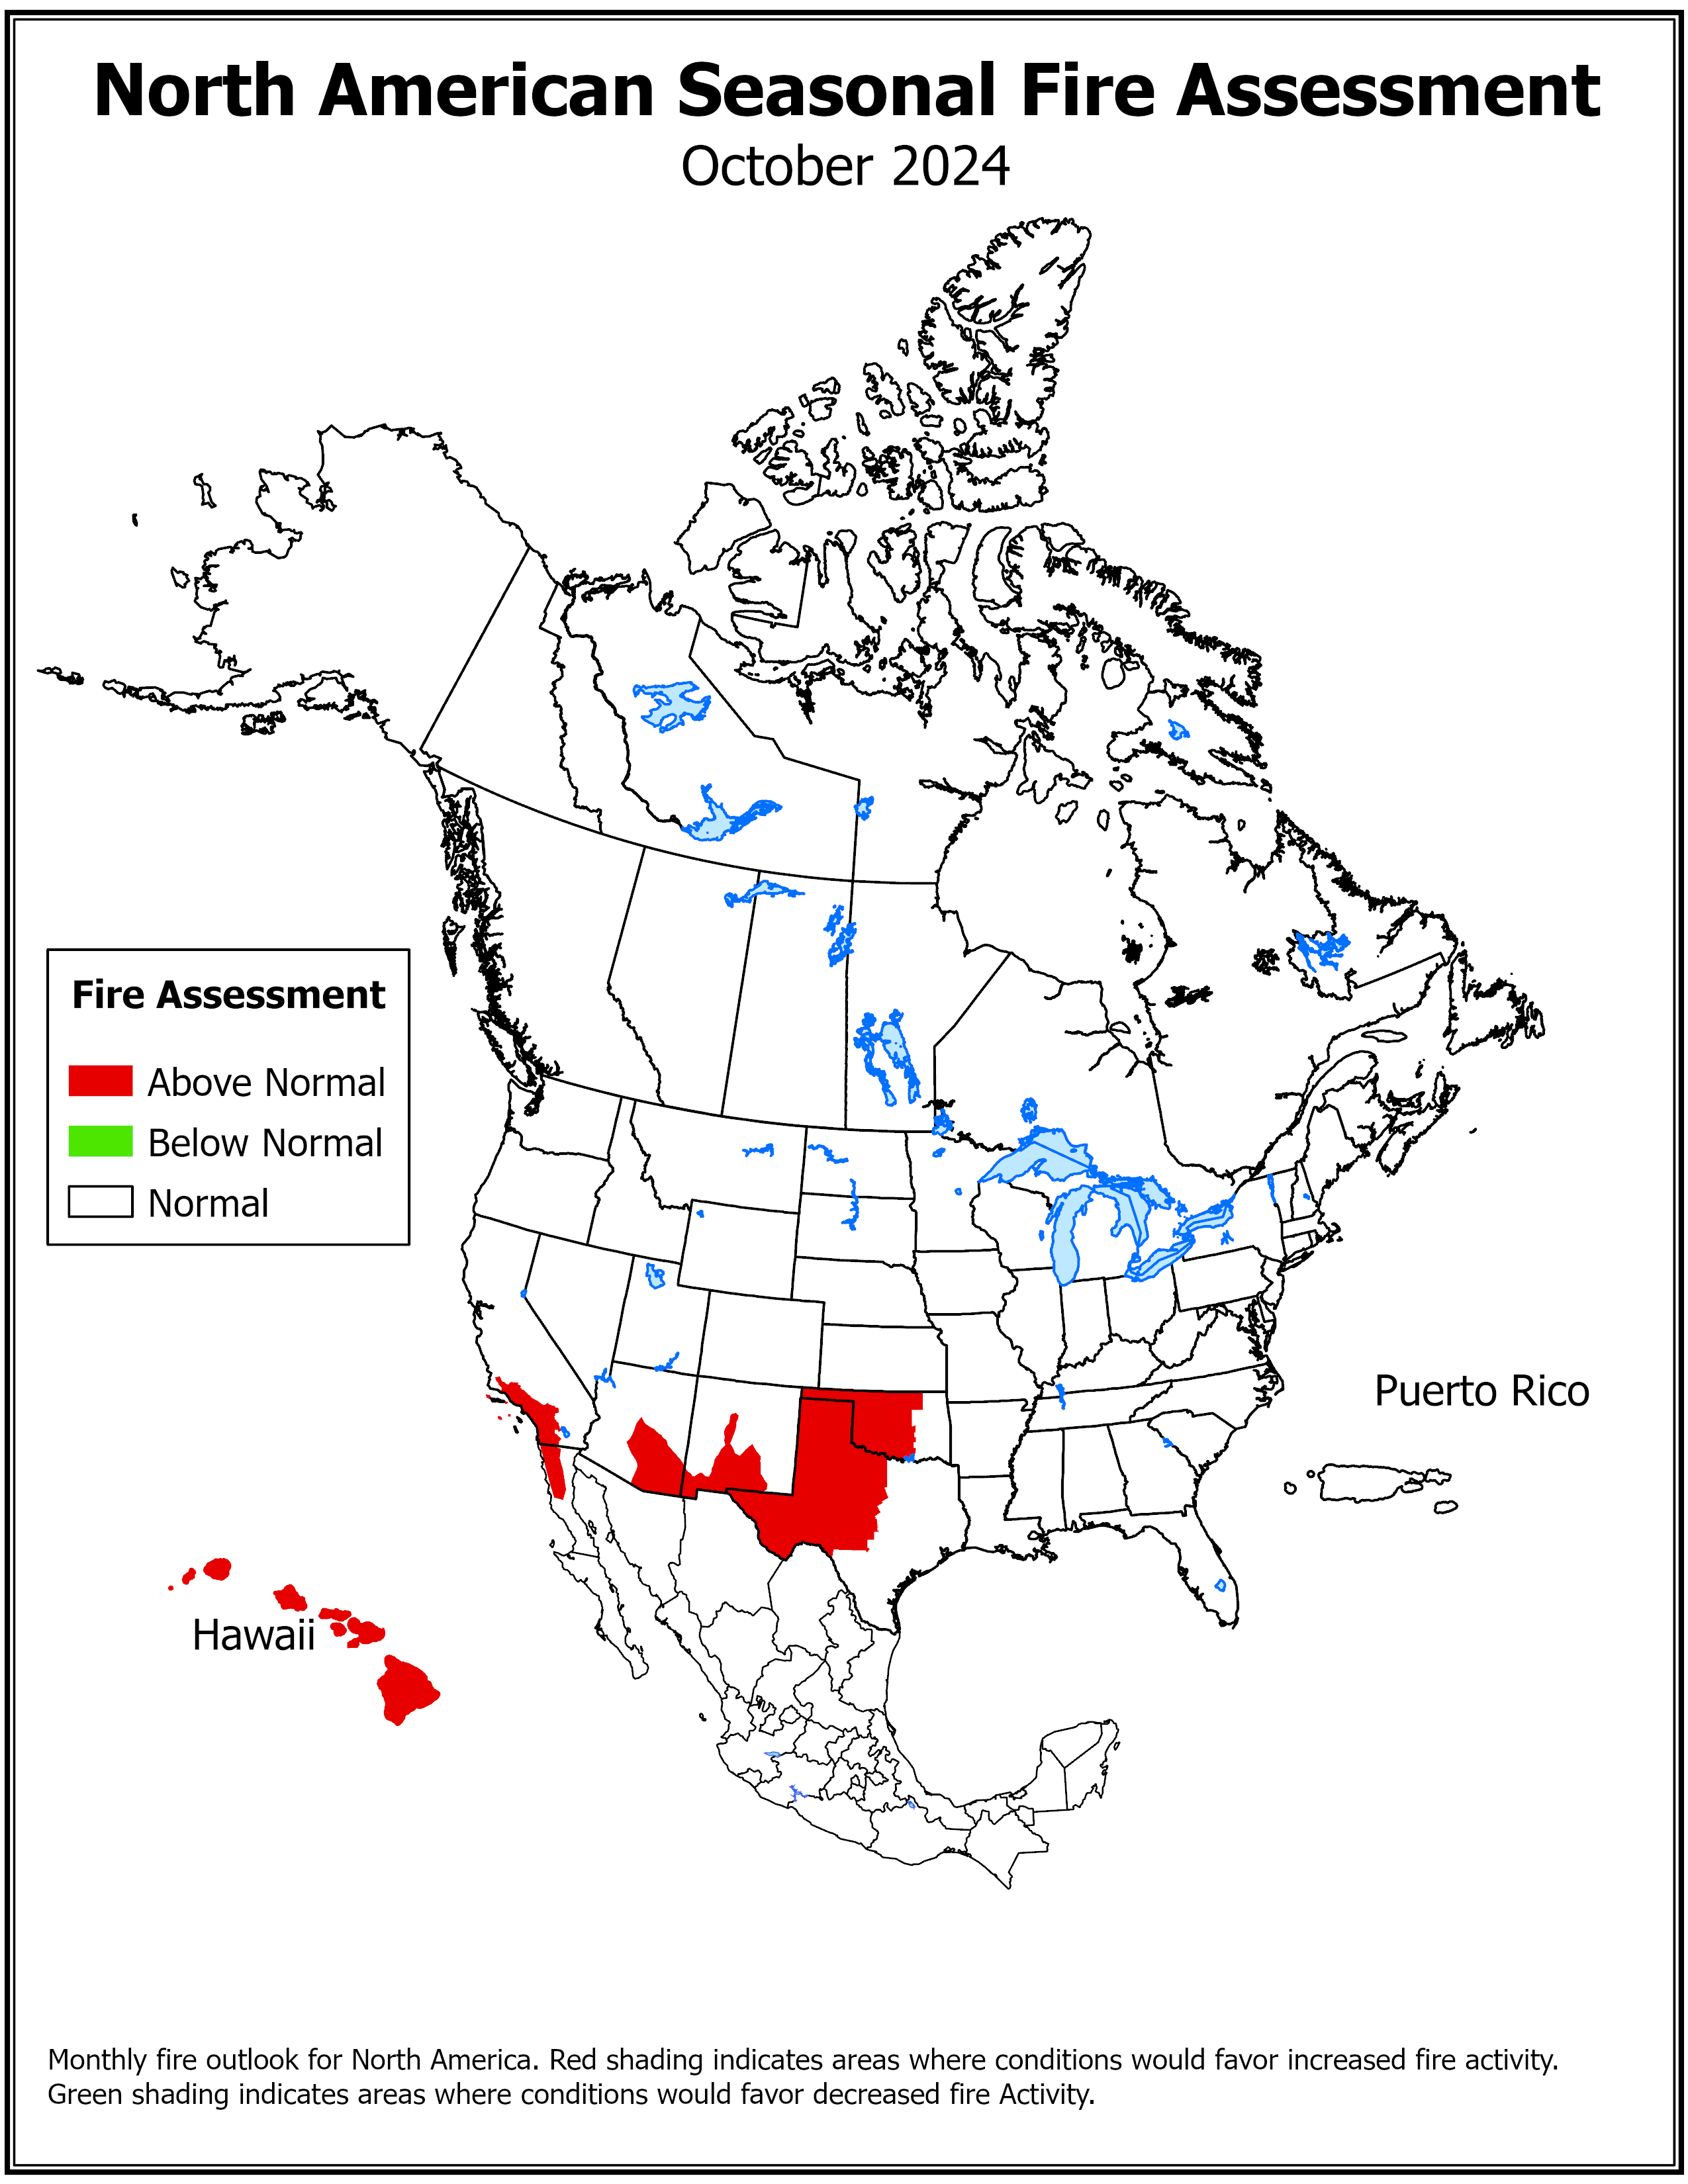 North American Seasonal Fire Assessment
October 2024
Fire Assessment
Above Normal
Below Normal
Normal
Puerto Rico
Hawaii
Monthly fire outlook for North America. Red shading indicates areas where conditions would favor increased fire activity.
Green shading indicates areas where conditions would favor decreased fire Activity.